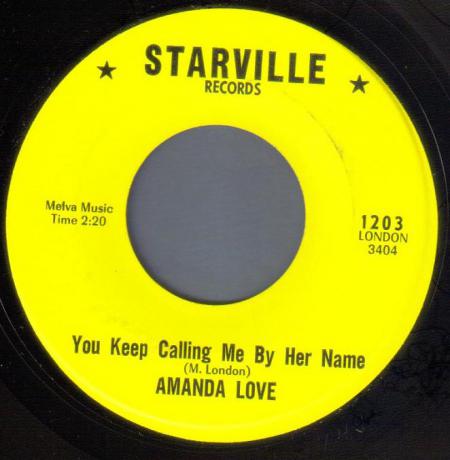 STARVILLE
RECORDS
Melva Music
Time 2:20
1203
LONDON
3404
You Keep Calling Me By Her Name
(M. London)
AMANDA LOVE